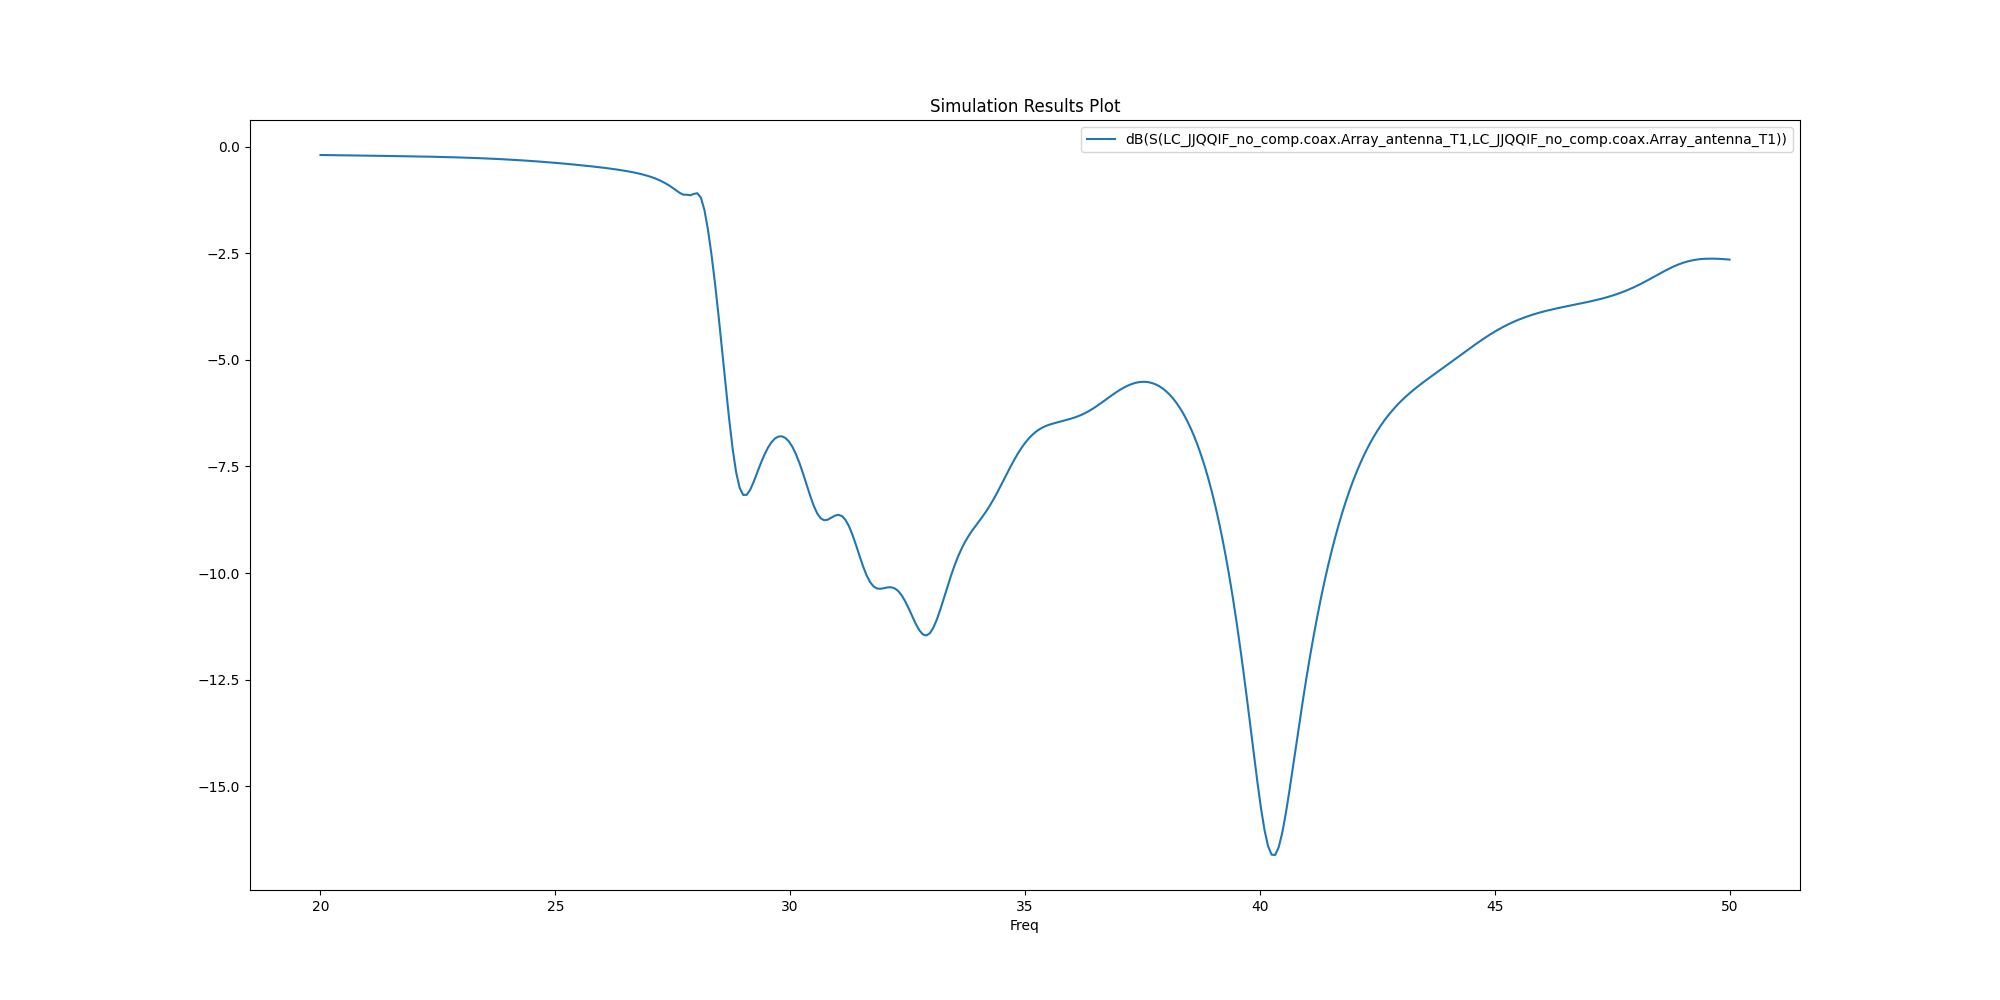 Simulation Results Plot
dB(S(LC_JJQQIF_no_comp.coax.Array_antenna_T1,LC_JJQQIF_no_comp.coax.Array_antenna_T1))
0.0
−2.5
−5.0
−7.5
−10.0
−12.5
−15.0
20 25 30 35 40 45 50
Freq